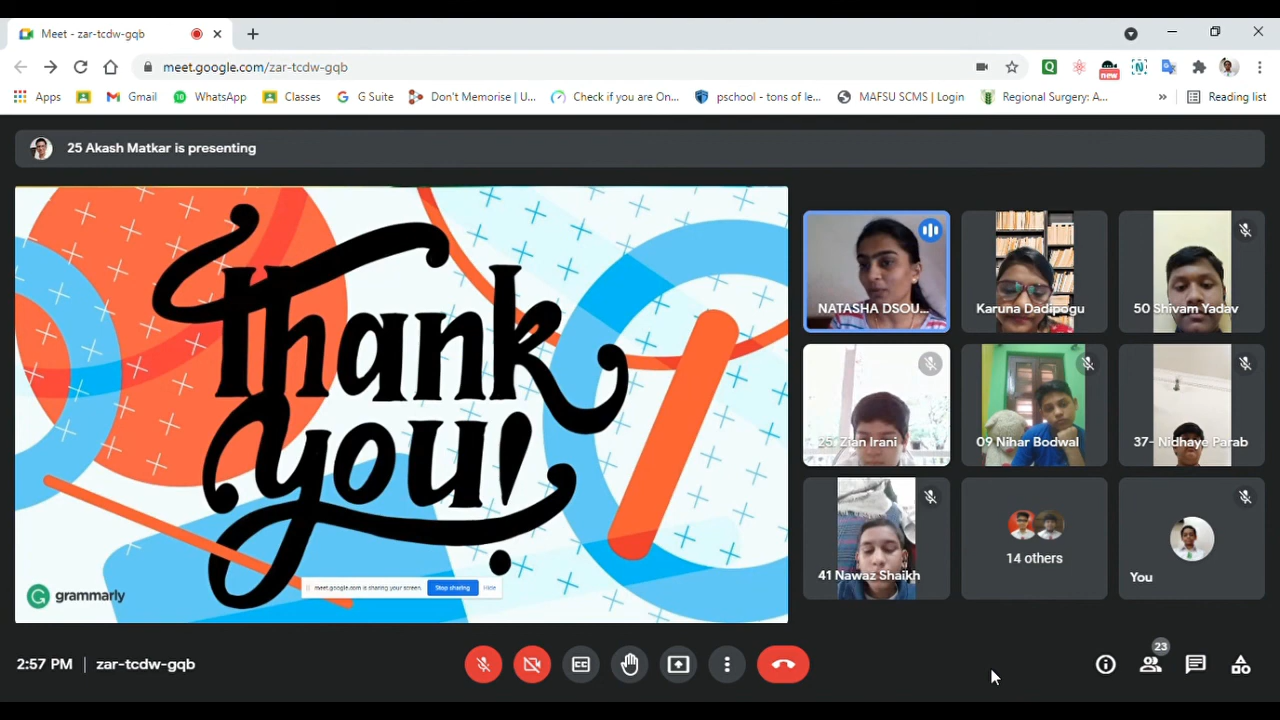 Meet - zar-tcdw-gqb
meet.google.com/zar-tcdw-gqb
new
Apps
Gmail
10 WhatsApp
Classes
G Suite
Don't Memorise | U...
Check if you are On...
pschool - tons of le...
MAFSU SCMS | Login
Regional Surgery: A...
»
Reading list
25 Akash Matkar is presenting
Thank
you!
grammarly
meet.google.com is sharing your screen.
Stop sharing
Hide
NATASHA DSOU...
Karuna Dadipogu
50 Shivam Yadav
25. Zian Irani
09 Nihar Bodwal
37- Nidhaye Parab
41 Nawaz Shaikh
14 others
You
2:57 PM | zar-tcdw-gqb
CC
23